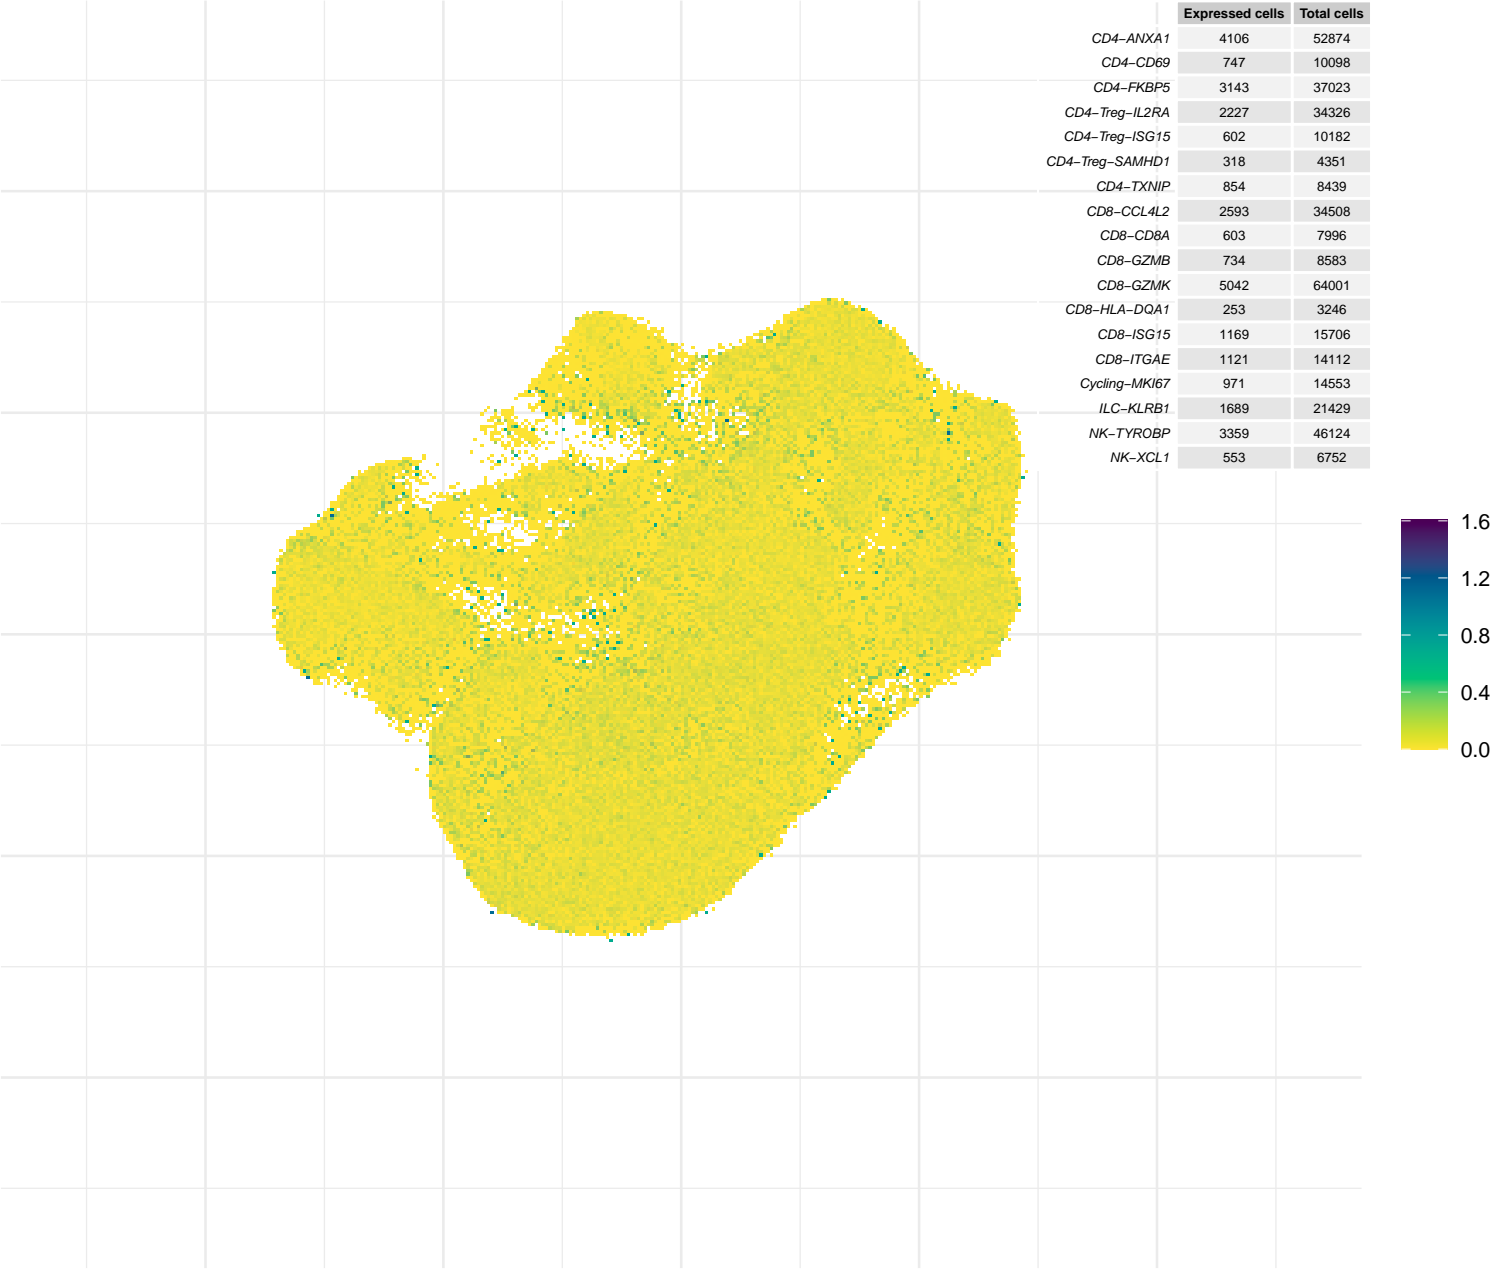 Expressed cells Total cells
CD4−ANXA1 4106 52874
CD4−CD69 747 10098
CD4−FKBP5 3143 37023
CD4−Treg−IL2RA 2227 34326
CD4−Treg−ISG15 602 10182
CD4−Treg−SAMHD1 318 4351
CD4−TXNIP 854 8439
CD8−CCL4L2 2593 34508
CD8−CD8A 603 7996
CD8−GZMB 734 8583
CD8−GZMK 5042 64001
CD8−HLA−DQA1 253 3246
CD8−ISG15 1169 15706
CD8−ITGAE 1121 14112
Cycling−MKI67 971 14553
ILC−KLRB1 1689 21429
NK−TYROBP 3359 46124
NK−XCL1 553 6752
1.6
1.2
0.8
0.4
0.0